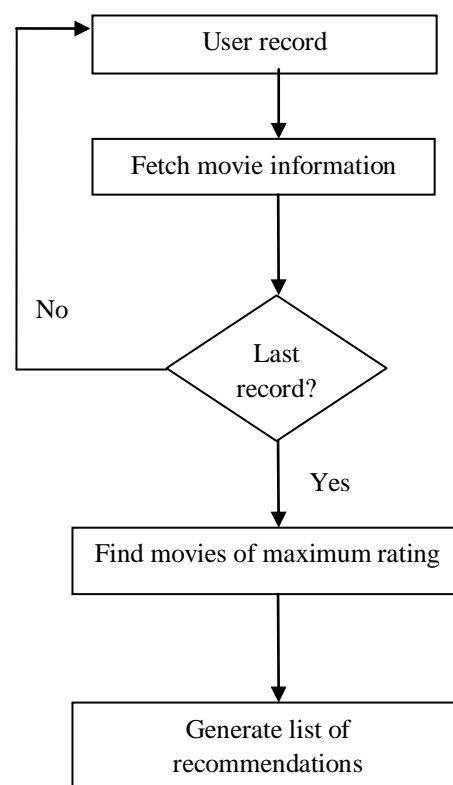 User record
Fetch movie information
No
Last
record?
Yes
Find movies of maximum rating
Generate list of
recommendations